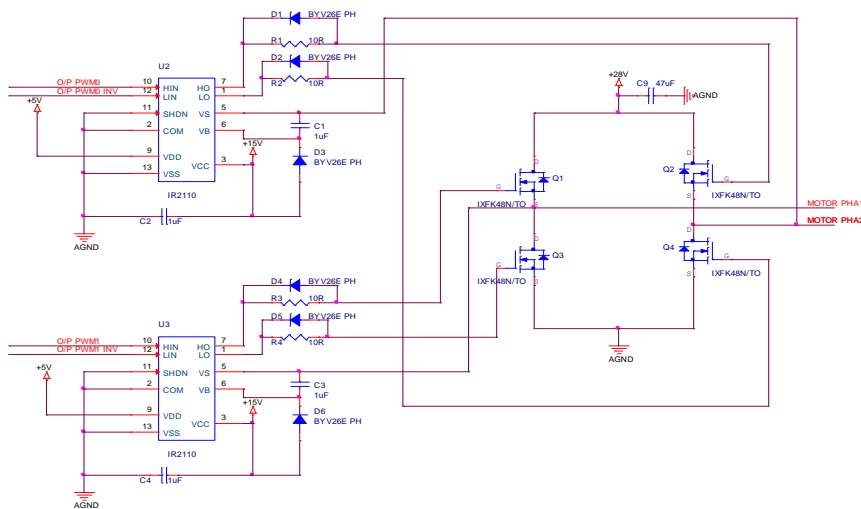 D1 BYV26E PH
R1 10R
D2 BYV26E PH
R2 10R
U2
O/P PWM0 10 HIN HO 7
O/P PWM0 INV 12 LIN LO 1
+5V 11 SHDN VS 5
2 COM VB 6
C1
1uF
+15V
D3
BYV26E PH
9 VDD VCC 3
13 VSS
IR2110
C2 1uF
AGND
+28V C9 47uF
AGND
D Q1 G S
IXFK48N/TO
D Q2 G S
IXFK48N/TO
MOTOR PHA1
MOTOR PHA2
D Q3 G S
IXFK48N/TO
D Q4 G S
IXFK48N/TO
AGND
D4 BYV26E PH
R3 10R
D5 BYV26E PH
R4 10R
U3
O/P PWM1 10 HIN HO 7
O/P PWM1 INV 12 LIN LO 1
+5V 11 SHDN VS 5
2 COM VB 6
C3
1uF
+15V
D6
BYV26E PH
9 VDD VCC 3
13 VSS
IR2110
C4 1uF
AGND